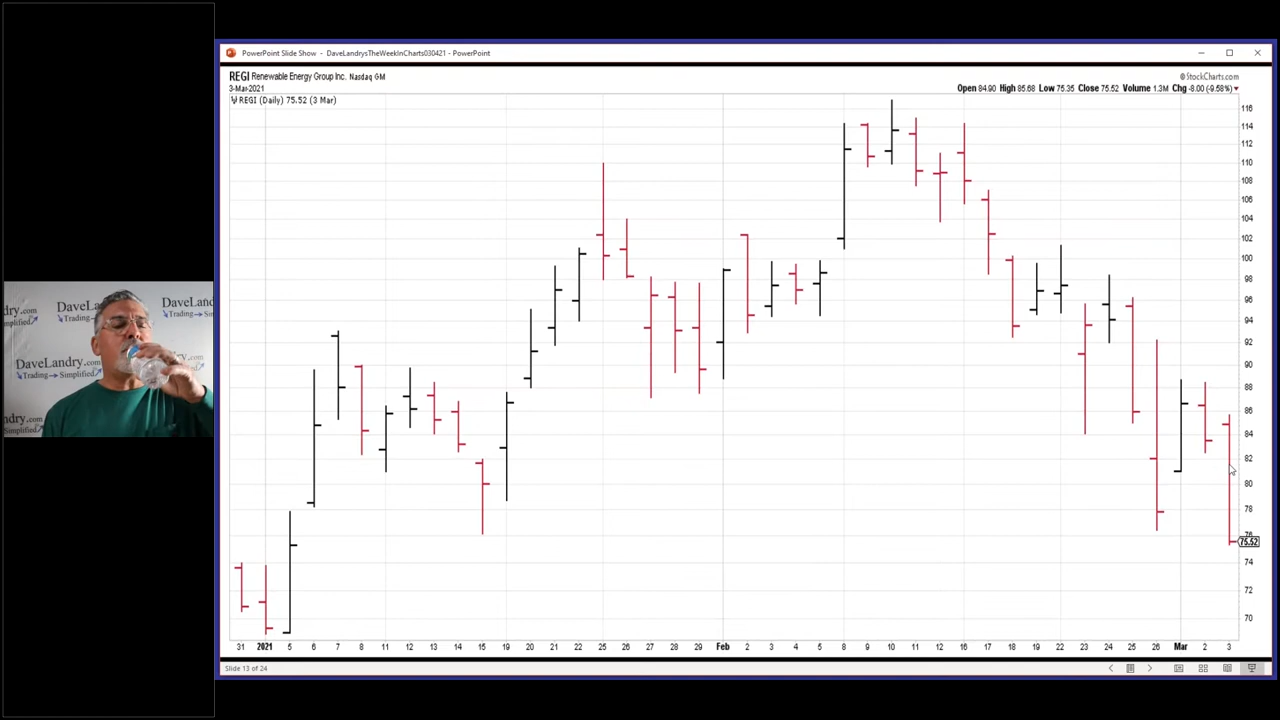 PowerPoint Slide Show - DaveLandrysTheWeekInCharts030421 - PowerPoint
REGI Renewable Energy Group Inc. Nasdaq GM
© StockCharts.com
3-Mar-2021
Open 84.90 High 85.68 Low 75.35 Close 75.52 Volume 1.3M Chg -8.00 (-9.58%)
REGI (Daily) 75.52 (3 Mar)
116
114
112
110
108
106
104
102
100
98
96
94
92
90
88
86
84
82
80
78
76
75.52
74
72
70
31 2021 5 6 7 8 11 12 13 14 15 19 20 21 22 25 26 27 28 29 Feb 2 3 4 5 8 9 10 11 12 16 17 18 19 22 23 24 25 26 Mar 2 3
Slide 13 of 24
DaveLandry.com
Trading Simplified